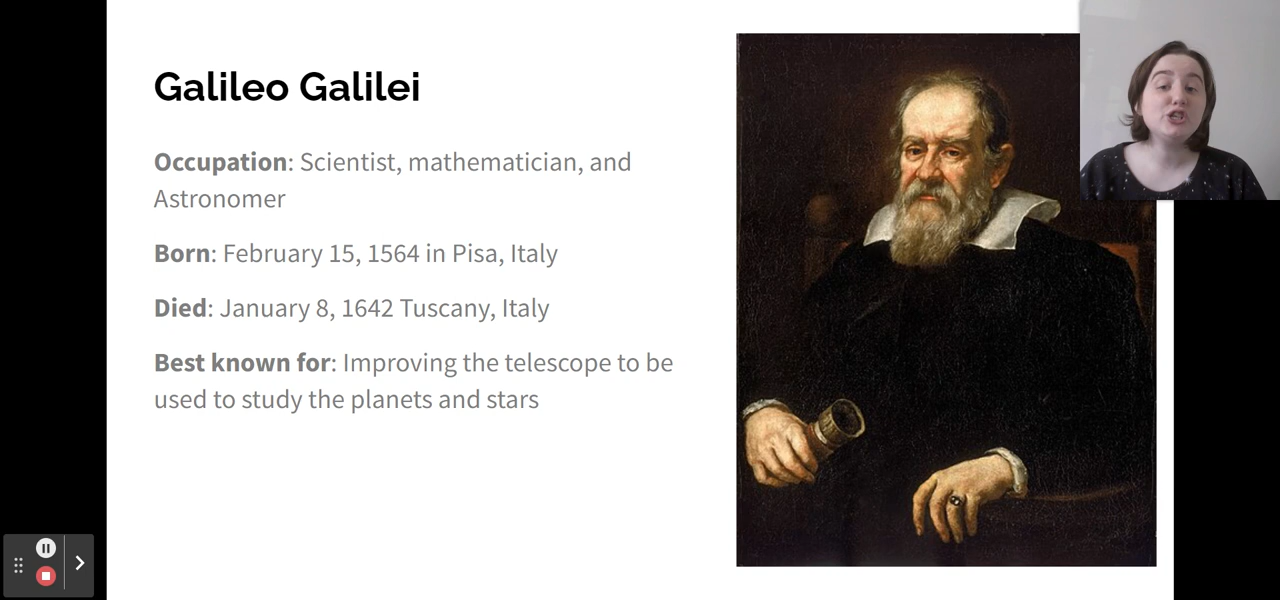 Galileo Galilei
Occupation: Scientist, mathematician, and
Astronomer
Born: February 15, 1564 in Pisa, Italy
Died: January 8, 1642 Tuscany, Italy
Best known for: Improving the telescope to be
used to study the planets and stars